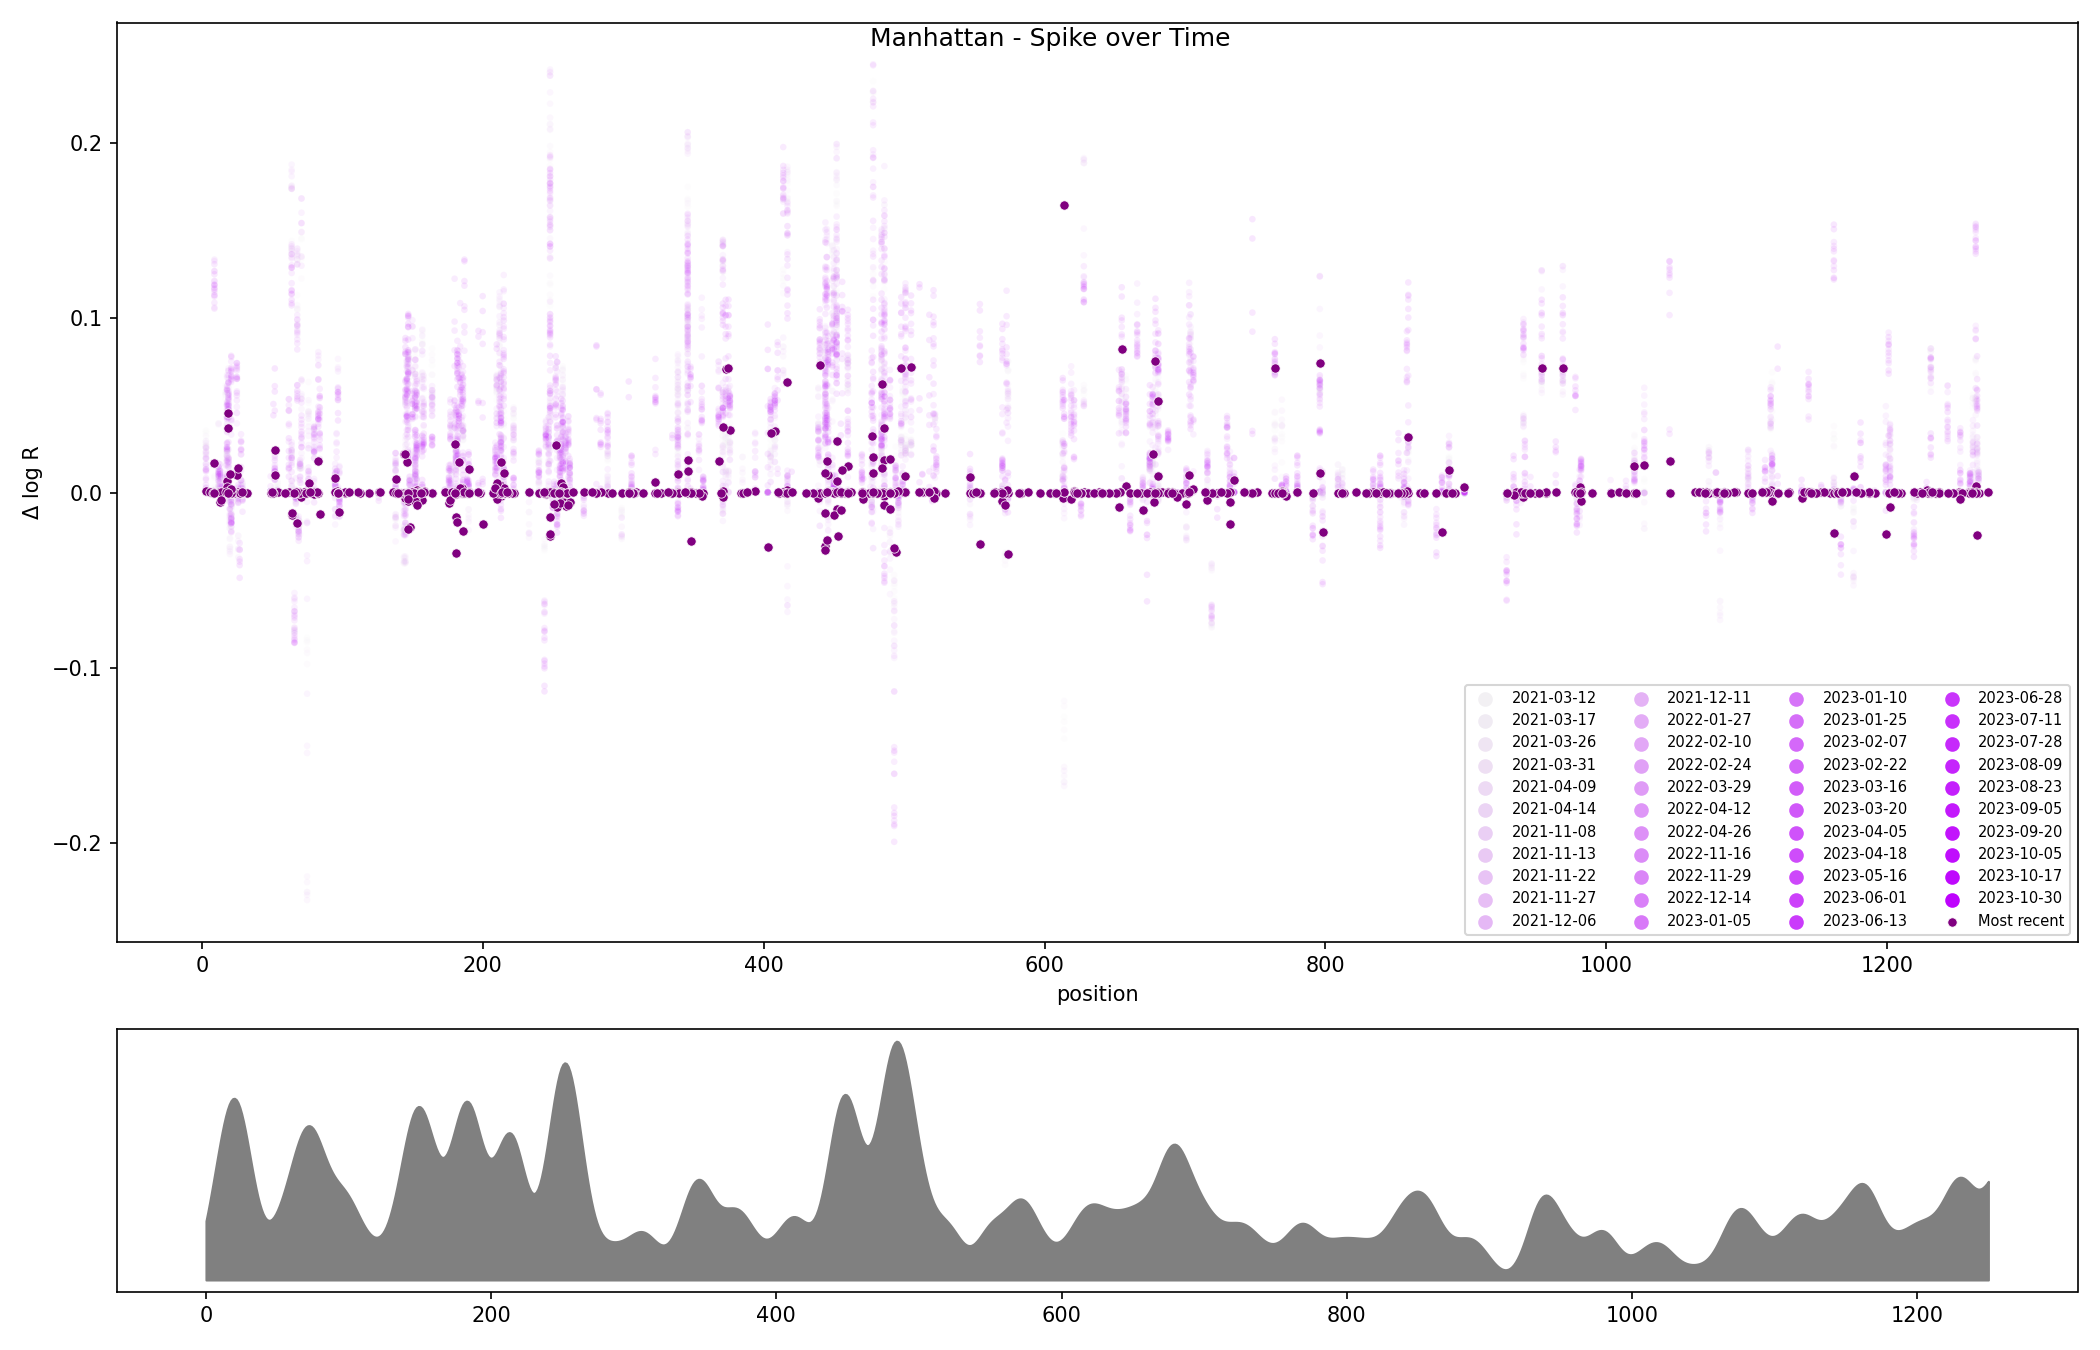 Manhattan - Spike over Time
Δ log R
0.2
0.1
0.0
−0.1
−0.2
2021-03-12 2021-12-11 2023-01-10 2023-06-28
2021-03-17 2022-01-27 2023-01-25 2023-07-11
2021-03-26 2022-02-10 2023-02-07 2023-07-28
2021-03-31 2022-02-24 2023-02-22 2023-08-09
2021-04-09 2022-03-29 2023-03-16 2023-08-23
2021-04-14 2022-04-12 2023-03-20 2023-09-05
2021-11-08 2022-04-26 2023-04-05 2023-09-20
2021-11-13 2022-11-16 2023-04-18 2023-10-05
2021-11-22 2022-11-29 2023-05-16 2023-10-17
2021-11-27 2022-12-14 2023-06-01 2023-10-30
2021-12-06 2023-01-05 2023-06-13 Most recent
0 200 400 600 800 1000 1200
position
0 200 400 600 800 1000 1200